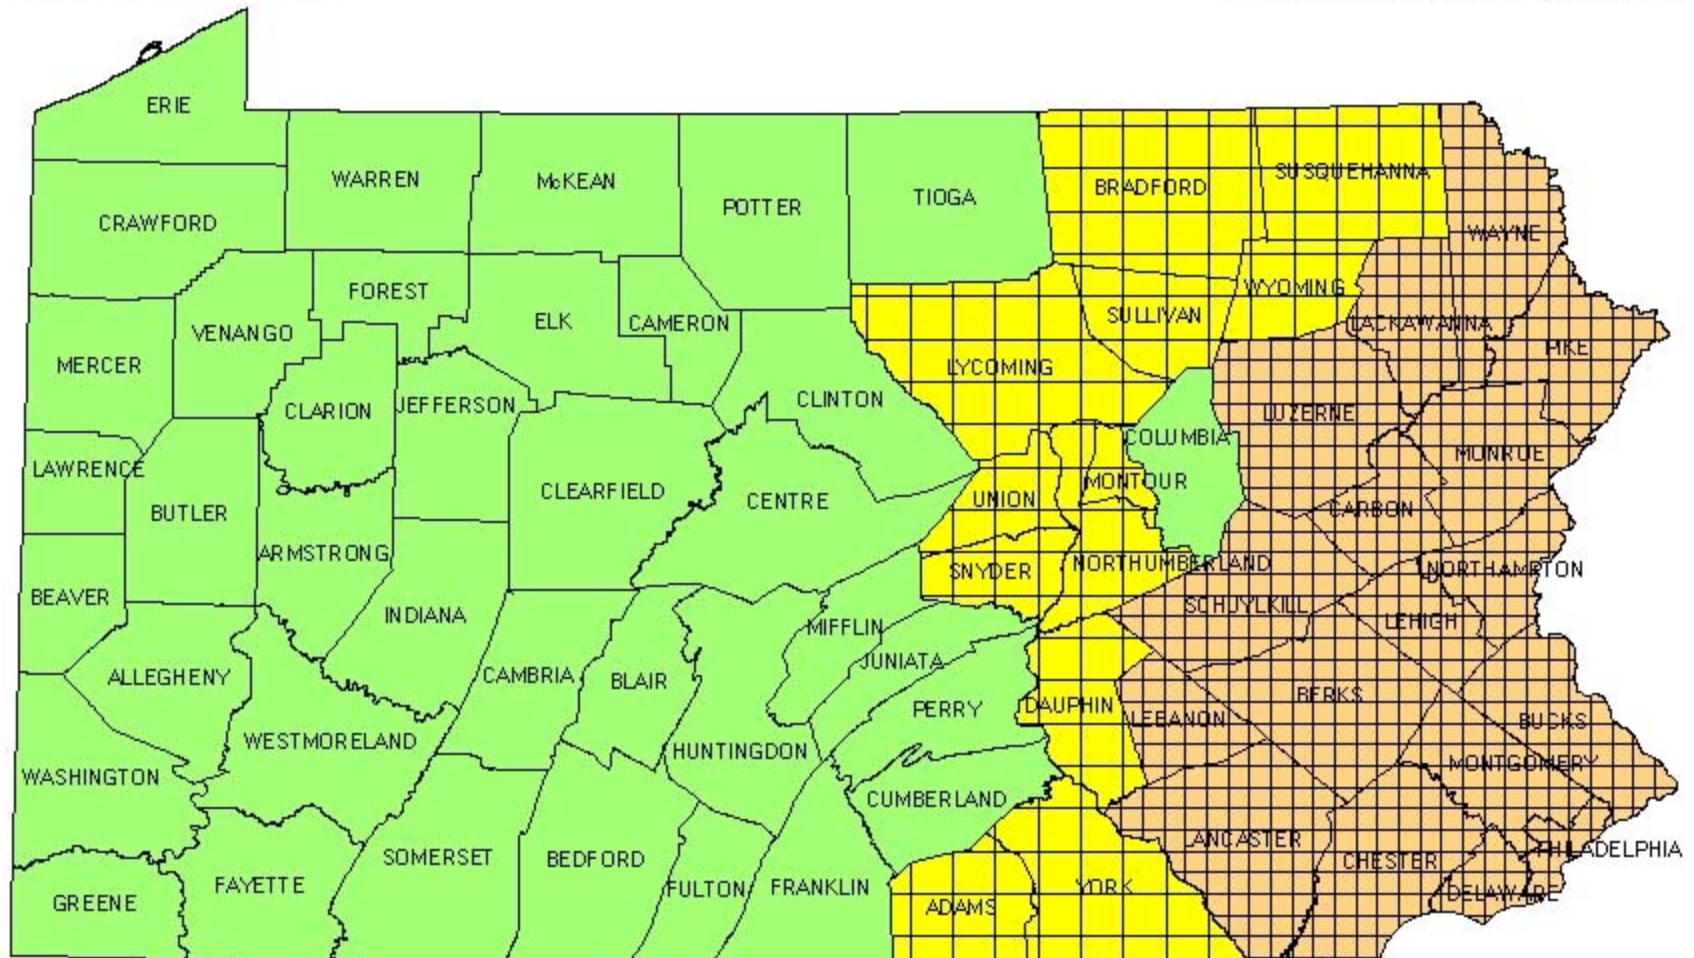 ERIE
WARREN
McKEAN
POTTER
TIOGA
BRADFORD
SUSQUEHANNA
WAYNE
CRAWFORD
FOREST
VENANGO
ELK
CAMERON
SULLIVAN
WYOMING
LACKAWANNA
PIKE
MERCER
CLARION
JEFFERSON
CLINTON
LYCOMING
LUZERNE
COLUMBIA
MONROE
LAWRENCE
BUTLER
CLEARFIELD
CENTRE
UNION
MONTOUR
CARBON
ARMSTRONG
SNYDER
NORTHUMBERLAND
NORTHAMPTON
BEAVER
INDIANA
MIFFLIN
SCHUYLKILL
LEHIGH
ALLEGHENY
CAMBRIA
BLAIR
JUNIATA
PERRY
DAUPHIN
LEBANON
BERKS
BUCKS
WASHINGTON
WESTMORELAND
HUNTINGDON
CUMBERLAND
MONTGOMERY
GREENE
FAYETTE
SOMERSET
BEDFORD
FULTON
FRANKLIN
ADAMS
YORK
LANCASTER
CHESTER
PHILADELPHIA
DELAWARE